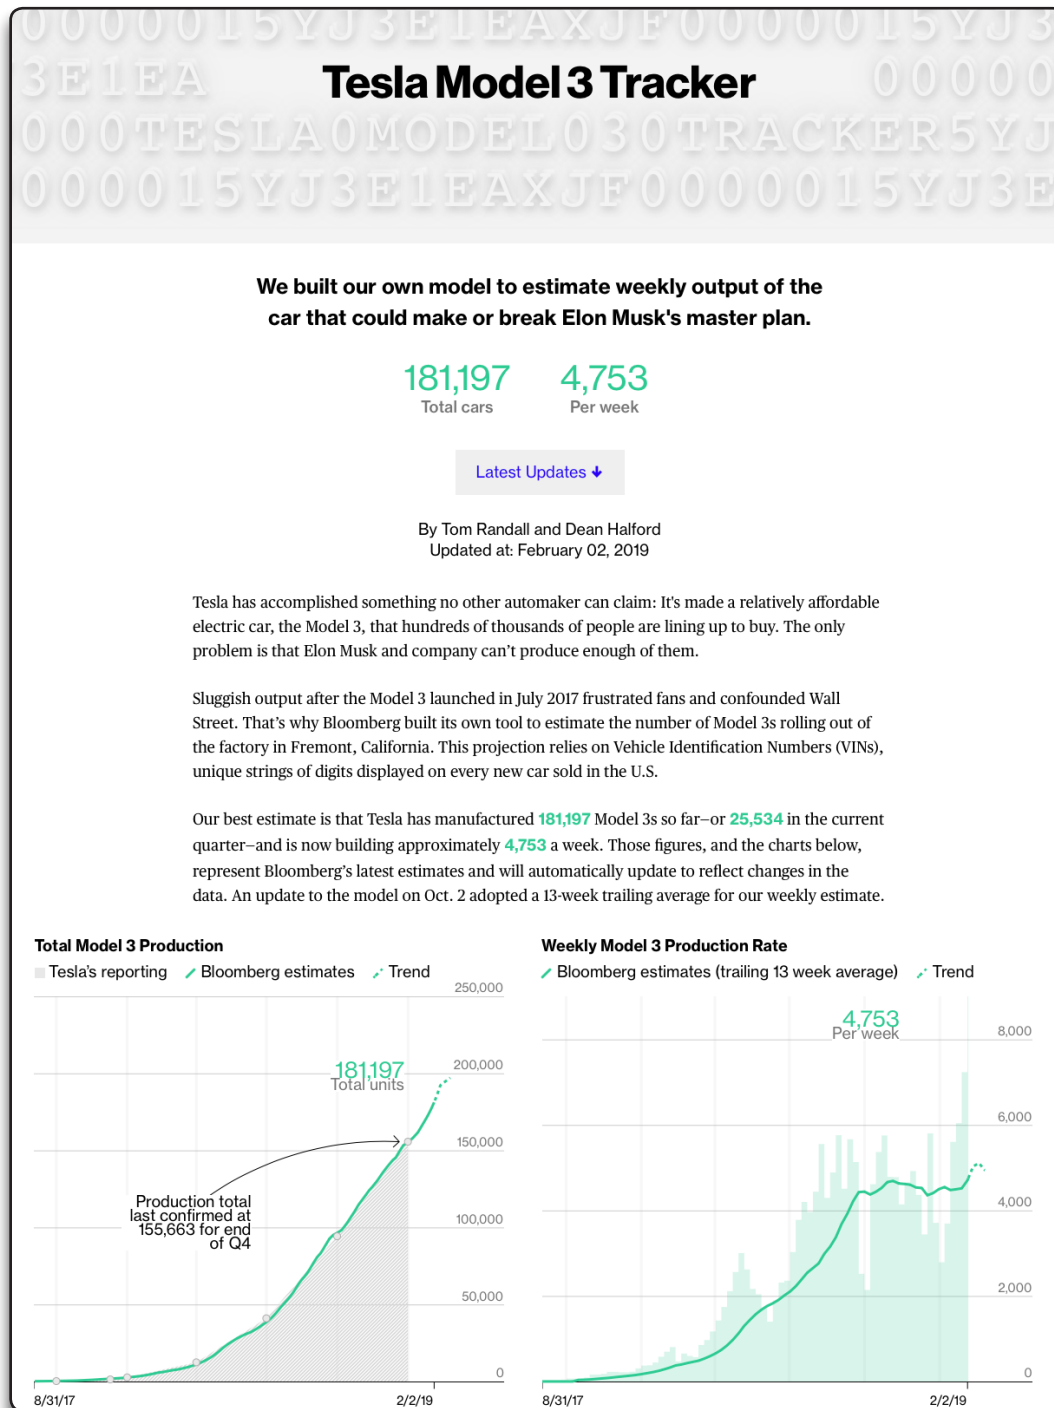 0000015YJ3E1EAXJF0000015YJ3
3E1EA
00000
Tesla Model 3 Tracker
000TESLA0MODEL030TRACKER5YJ
000015YJ3E1EAXJF0000015YJ3E
We built our own model to estimate weekly output of the
car that could make or break Elon Musk's master plan.
181,197
Total cars
4,753
Per week
Latest Updates ↓
By Tom Randall and Dean Halford
Updated at: February 02, 2019
Tesla has accomplished something no other automaker can claim: It's made a relatively affordable
electric car, the Model 3, that hundreds of thousands of people are lining up to buy. The only
problem is that Elon Musk and company can’t produce enough of them.
Sluggish output after the Model 3 launched in July 2017 frustrated fans and confounded Wall
Street. That’s why Bloomberg built its own tool to estimate the number of Model 3s rolling out of
the factory in Fremont, California. This projection relies on Vehicle Identification Numbers (VINs),
unique strings of digits displayed on every new car sold in the U.S.
Our best estimate is that Tesla has manufactured 181,197 Model 3s so far—or 25,534 in the current
quarter—and is now building approximately 4,753 a week. Those figures, and the charts below,
represent Bloomberg’s latest estimates and will automatically update to reflect changes in the
data. An update to the model on Oct. 2 adopted a 13-week trailing average for our weekly estimate.
Total Model 3 Production
Tesla’s reporting
Bloomberg estimates
Trend
250,000
200,000
150,000
100,000
50,000
0
181,197
Total units
Production total
last confirmed at
155,663 for end
of Q4
8/31/17
2/2/19
Weekly Model 3 Production Rate
Bloomberg estimates (trailing 13 week average)
Trend
4,753
Per week
8,000
6,000
4,000
2,000
0
8/31/17
2/2/19